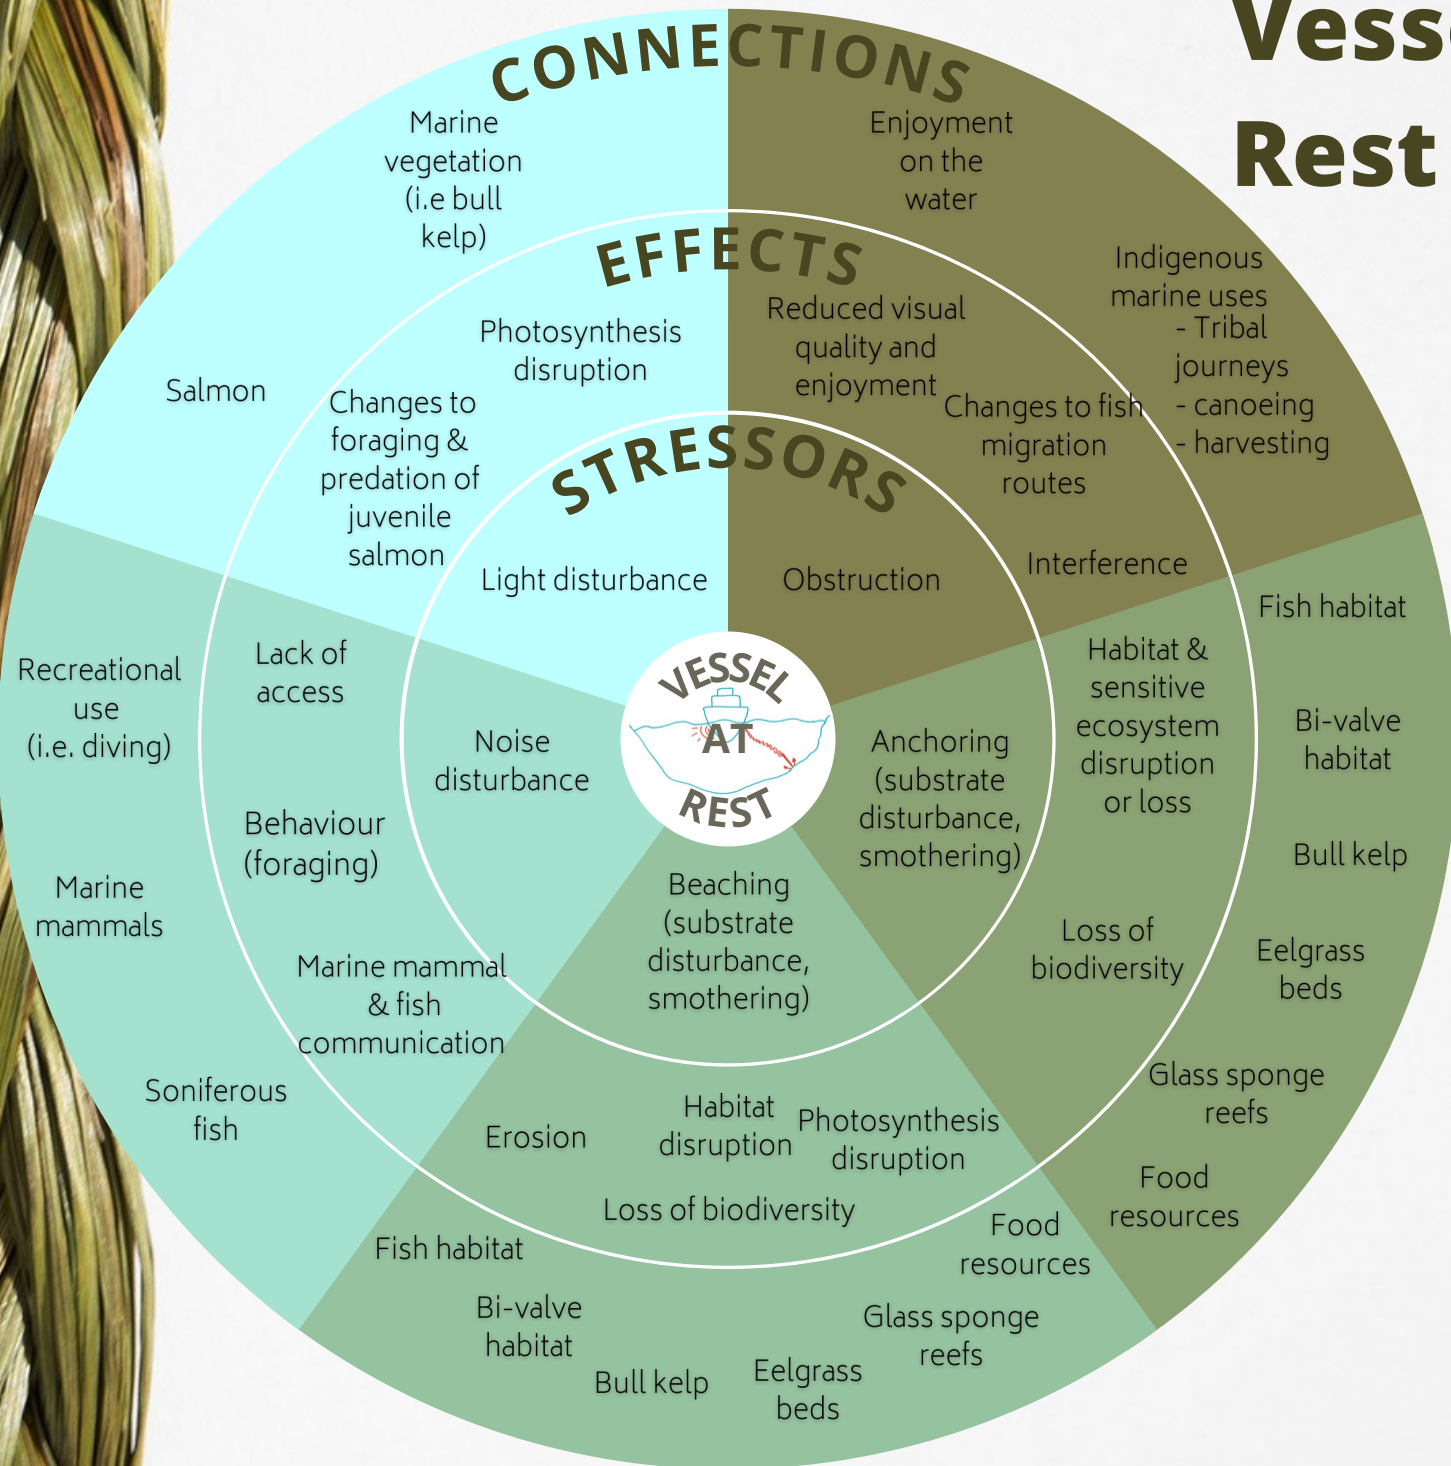 Vess
Rest
CONNECTIONS
Marine
vegetation
(i.e bull
kelp)
Salmon
Enjoyment
on the
water
Indigenous
marine uses
- Tribal
journeys
- canoeing
- harvesting
EFFECTS
Photosynthesis
disruption
Changes to
foraging &
predation of
juvenile
salmon
Reduced visual
quality and
enjoyment
Changes to fish
migration
routes
Interference
STRESSORS
Light disturbance
Obstruction
Fish habitat
Bi-valve
habitat
Bull kelp
Eelgrass
beds
Glass sponge
reefs
Food
resources
Habitat &
sensitive
ecosystem
disruption
or loss
Loss of
biodiversity
Anchoring
(substrate
disturbance,
smothering)
VESSEL
AT
REST
Noise
disturbance
Lack of
access
Behaviour
(foraging)
Marine mammal
& fish
communication
Recreational
use
(i.e. diving)
Marine
mammals
Soniferous
fish
Beaching
(substrate
disturbance,
smothering)
Erosion
Habitat
disruption
Photosynthesis
disruption
Loss of biodiversity
Fish habitat
Bi-valve
habitat
Bull kelp
Eelgrass
beds
Glass sponge
reefs
Food
resources